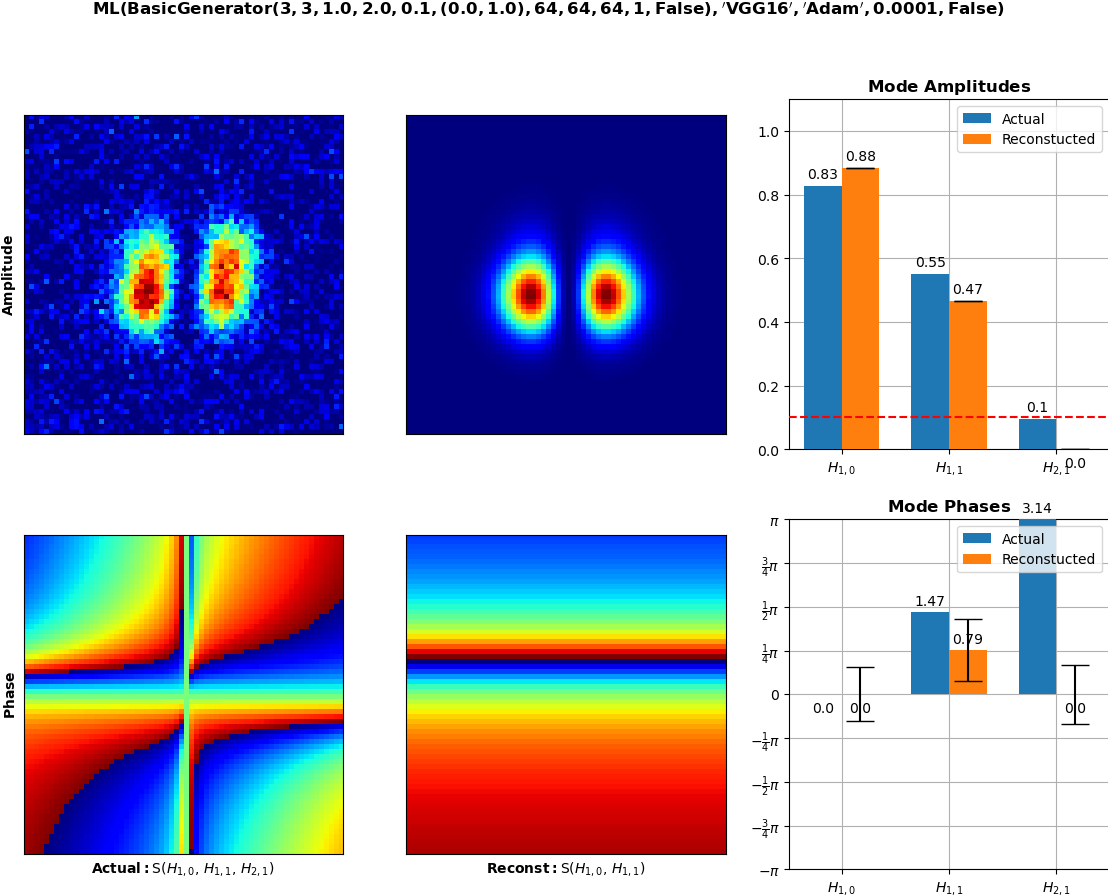 ML(BasicGenerator(3, 3, 1.0, 2.0, 0.1, (0.0, 1.0), 64, 64, 64, 1, False), ′VGG16′, ′Adam′, 0.0001, False)
Amplitude
Mode Amplitudes
Actual
Reconstucted
1.0
0.8
0.6
0.4
0.2
0.0
0.83
0.88
0.55
0.47
0.1
0.0
H1, 0
H1, 1
H2, 1
Phase
Actual: S(H1, 0, H1, 1, H2, 1)
Reconst: S(H1, 0, H1, 1)
Mode Phases
3.14
Actual
Reconstucted
π
3/4π
1/2π
1/4π
0
−1/4π
−1/2π
−3/4π
−π
0.0
0.0
1.47
0.79
0.0
H1, 0
H1, 1
H2, 1